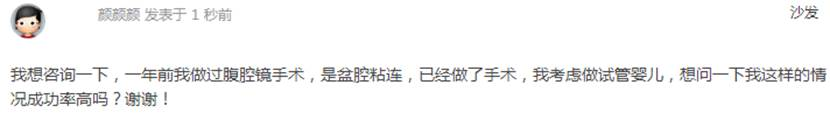 颜颜颜 发表于 1 秒前 沙发
我想咨询一下，一年前我做过腹腔镜手术，是盆腔粘连，已经做了手术，我考虑做试管婴儿，想问一下我这样的情
况成功率高吗？谢谢！